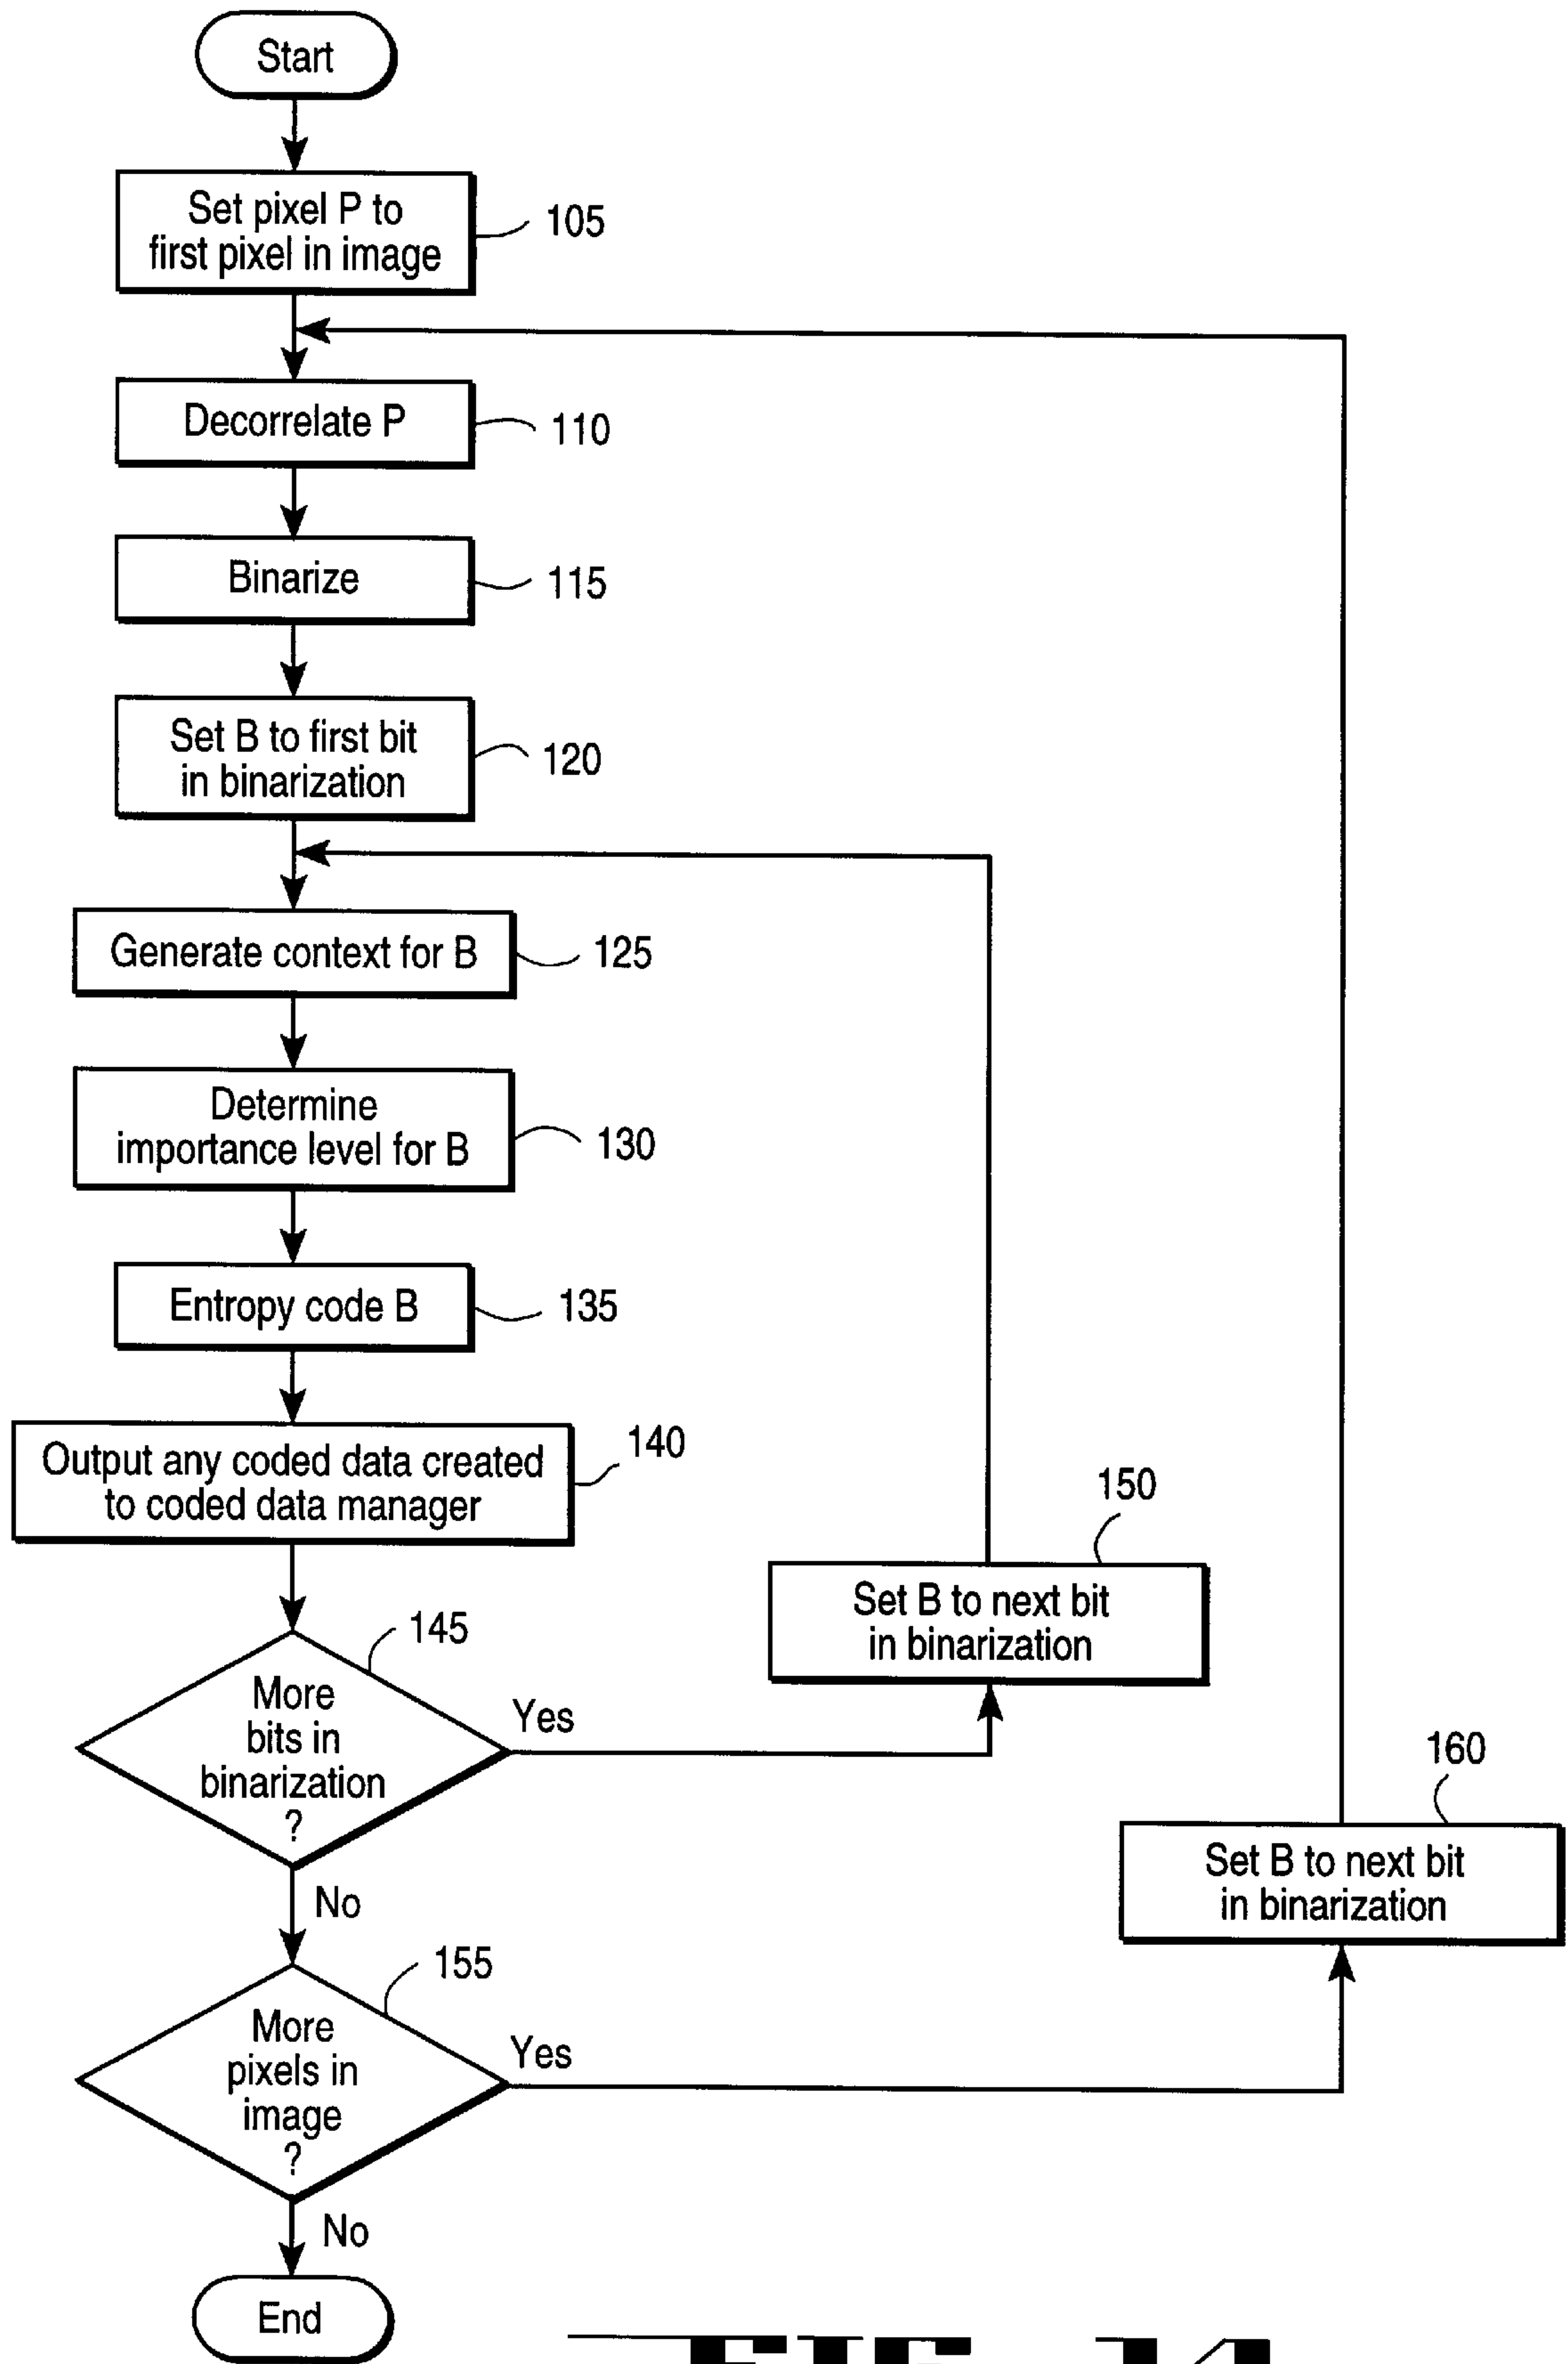 Start
Set pixel P to
first pixel in image
105
Decorrelate P
110
Binarize
115
Set B to first bit
in binarization
120
Generate context for B
125
Determine
importance level for B
130
Entropy code B
135
Output any coded data created
to coded data manager
140
150
Set B to next bit
in binarization
145
More
bits in
binarization
?
Yes
160
Set B to next bit
in binarization
No
155
More
pixels in
image
?
Yes
No
End